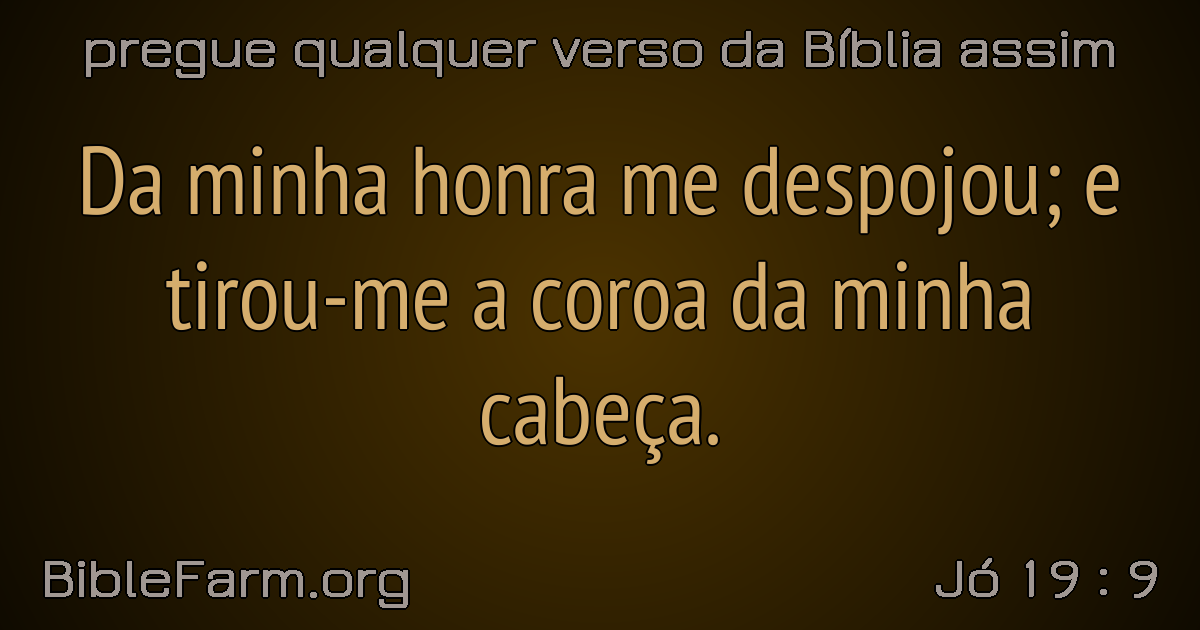 pregue qualquer verso da Bíblia assim
Da minha honra me despojou; e
tirou-me a coroa da minha
cabeça.
BibleFarm.org
Jó 19 : 9